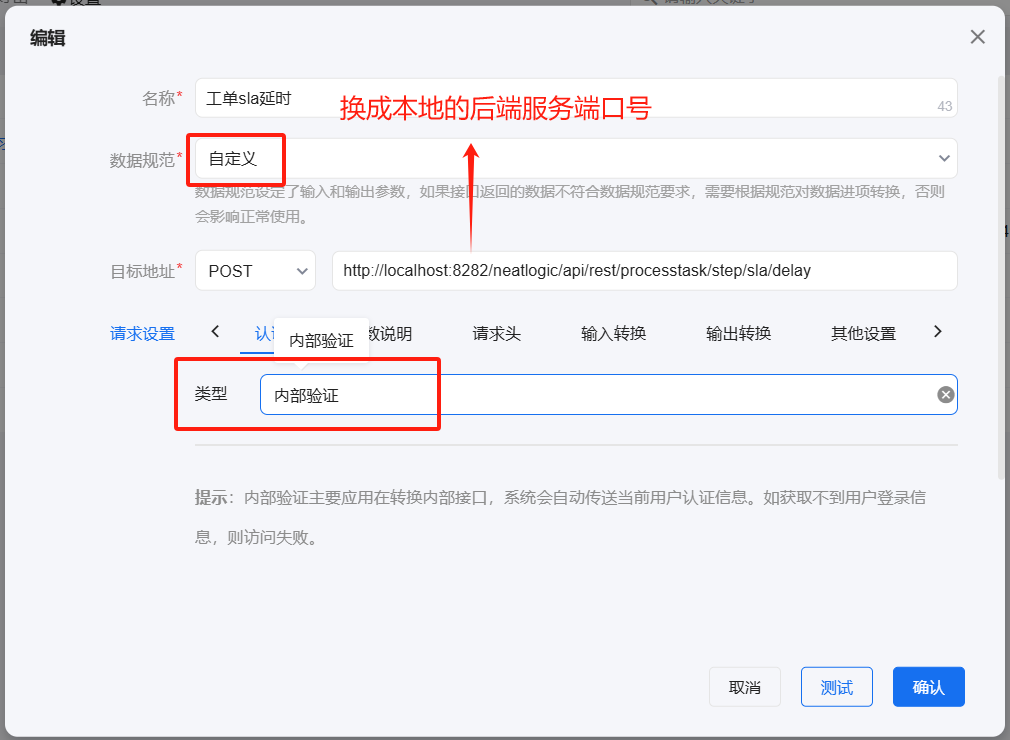 设置
编辑
名称*
工单sla延时
43
换成本地的后端服务端口号
数据规范*
自定义
数据规范设定了输入和输出参数，如果接口返回的数据不符合数据规范要求，需要根据规范对数据进项转换，否则
会影响正常使用。
目标地址*
POST
http://localhost:8282/neatlogic/api/rest/processtask/step/sla/delay
请求设置
数说明
请求头
输入转换
输出转换
其他设置
内部验证
类型
内部验证
提示：内部验证主要应用在转换内部接口，系统会自动传送当前用户认证信息。如获取不到用户登录信
息，则访问失败。
取消
测试
确认